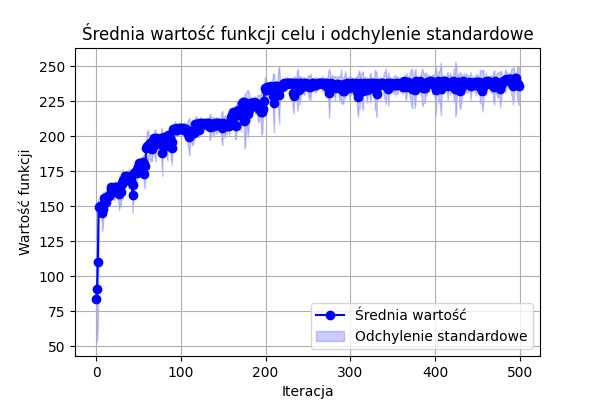 Średnia wartość funkcji celu i odchylenie standardowe
Wartość funkcji
250
225
200
175
150
125
100
75
50
Średnia wartość
Odchylenie standardowe
0 100 200 300 400 500
Iteracja